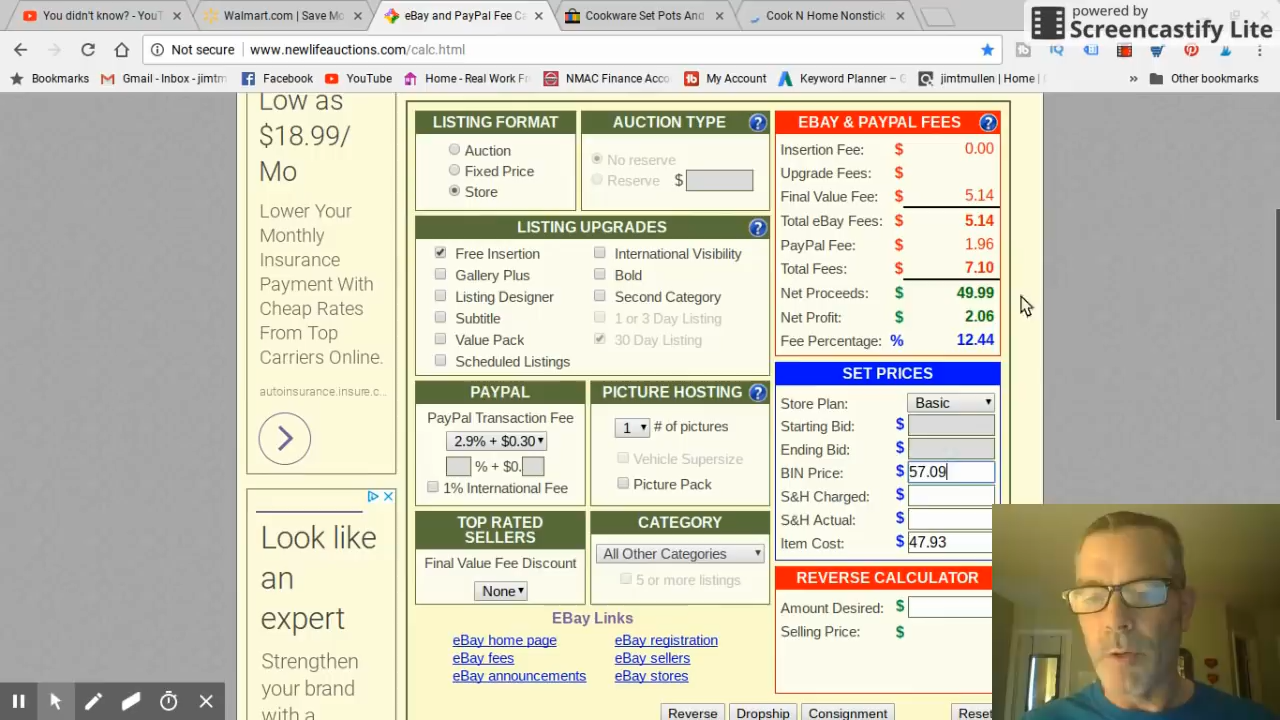 You didn't know? - YouT
Walmart.com | Save Mo
eBay and PayPal Fee Ca
Cookware Set Pots And
Cook N Home Nonstick
powered by
Screencastify Lite
Not secure
www.newlifeauctions.com/calc.html
Bookmarks
Gmail - Inbox - jimtm
Facebook
YouTube
Home - Real Work Fr
NMAC Finance Acco
My Account
Keyword Planner – G
jimtmullen | Home |
»
Other bookmarks
Low as
$18.99/
Mo
Lower Your
Monthly
Insurance
Payment With
Cheap Rates
From Top
Carriers Online.
autoinsurance.insure.c...
Look like
an
expert
Strengthen
your brand
with a
LISTING FORMAT
Auction
Fixed Price
Store
AUCTION TYPE
No reserve
Reserve $
LISTING UPGRADES
Free Insertion
Gallery Plus
Listing Designer
Subtitle
Value Pack
Scheduled Listings
International Visibility
Bold
Second Category
1 or 3 Day Listing
30 Day Listing
PAYPAL
PayPal Transaction Fee
2.9% + $0.30
% + $0.
1% International Fee
PICTURE HOSTING
1 # of pictures
Vehicle Supersize
Picture Pack
TOP RATED
SELLERS
Final Value Fee Discount
None
CATEGORY
All Other Categories
5 or more listings
EBay Links
eBay home page
eBay registration
eBay fees
eBay sellers
eBay announcements
eBay stores
EBAY & PAYPAL FEES
Insertion Fee: $ 0.00
Upgrade Fees: $
Final Value Fee: $ 5.14
Total eBay Fees: $ 5.14
PayPal Fee: $ 1.96
Total Fees: $ 7.10
Net Proceeds: $ 49.99
Net Profit: $ 2.06
Fee Percentage: % 12.44
SET PRICES
Store Plan: Basic
Starting Bid: $
Ending Bid: $
BIN Price: $ 57.09
S&H Charged: $
S&H Actual: $
Item Cost: $ 47.93
REVERSE CALCULATOR
Amount Desired: $
Selling Price: $
Reverse
Dropship
Consignment
Reset